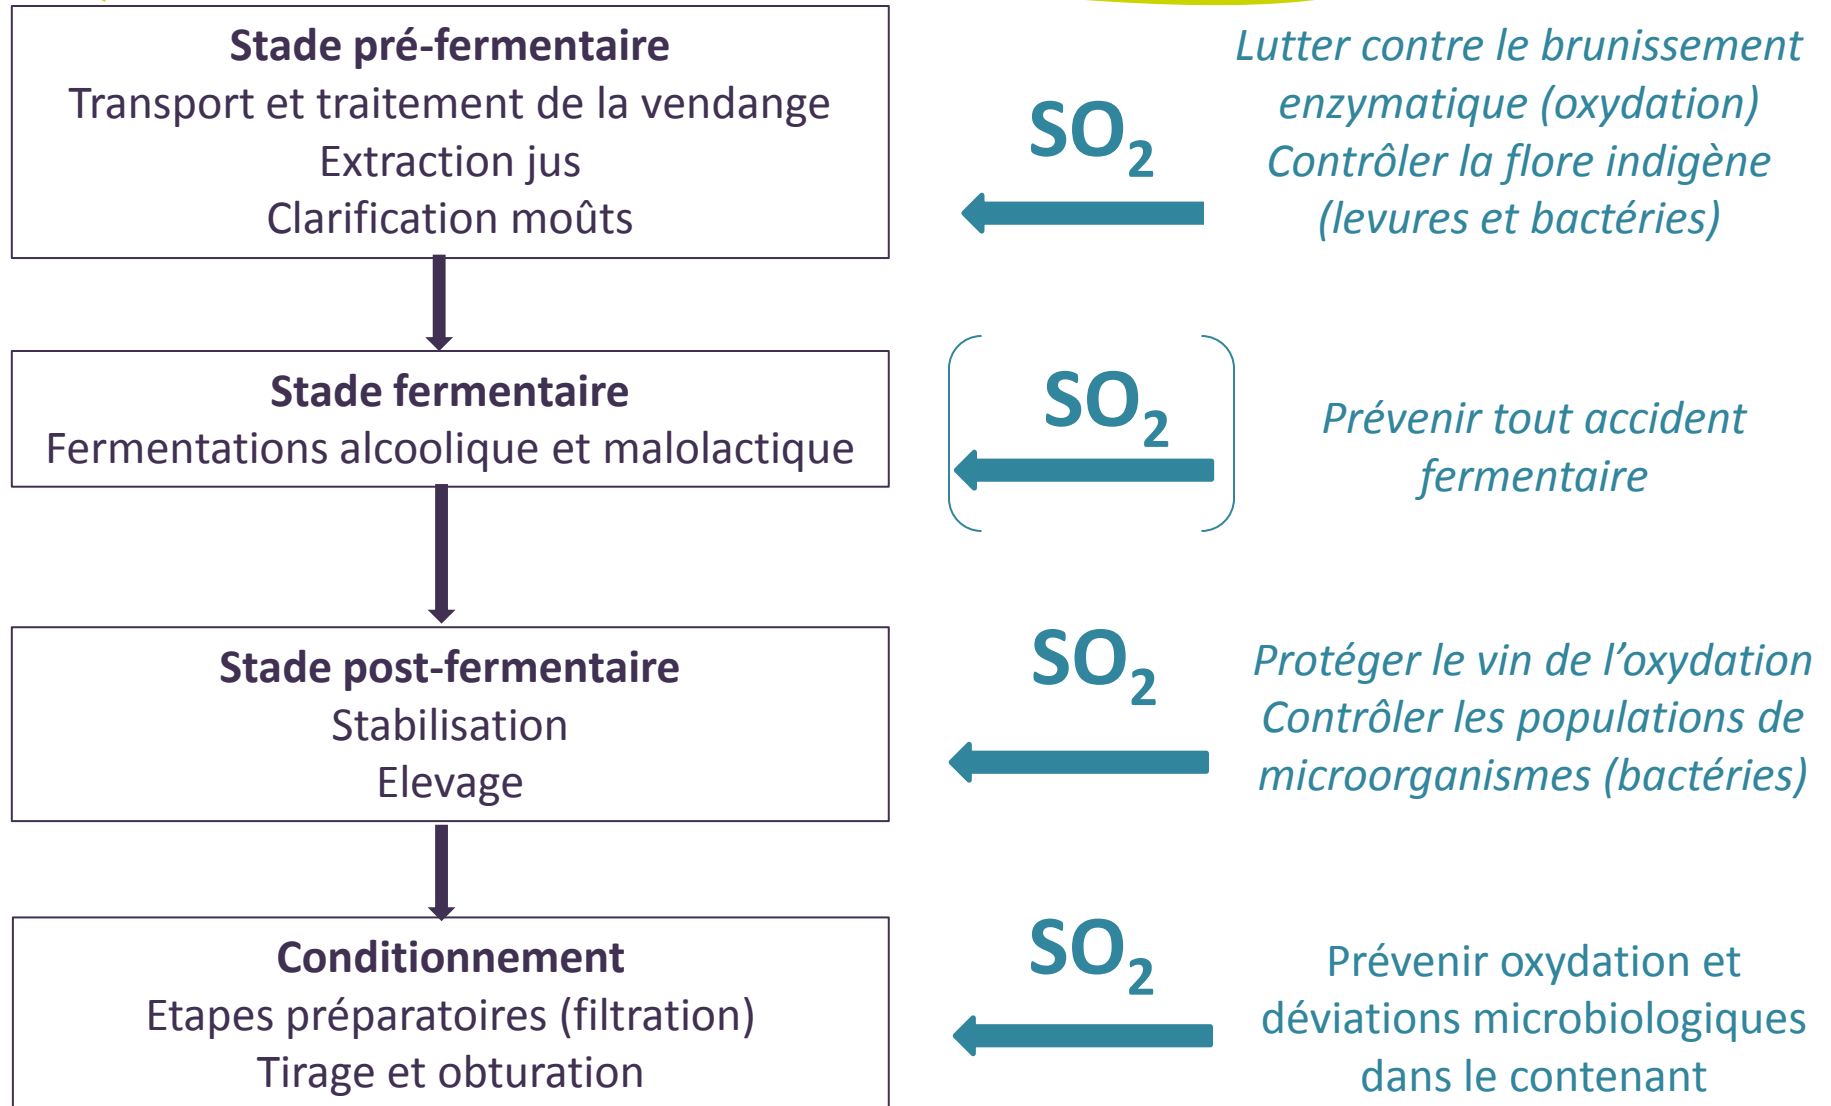 Stade pré-fermentaire
Transport et traitement de la vendange
Extraction jus
Clarification moûts
SO2
Lutter contre le brunissement
enzymatique (oxydation)
Contrôler la flore indigène
(levures et bactéries)
Stade fermentaire
Fermentations alcoolique et malolactique
SO2
Prévenir tout accident
fermentaire
Stade post-fermentaire
Stabilisation
Elevage
SO2
Protéger le vin de l’oxydation
Contrôler les populations de
microorganismes (bactéries)
Conditionnement
Etapes préparatoires (filtration)
Tirage et obturation
SO2
Prévenir oxydation et
déviations microbiologiques
dans le contenant